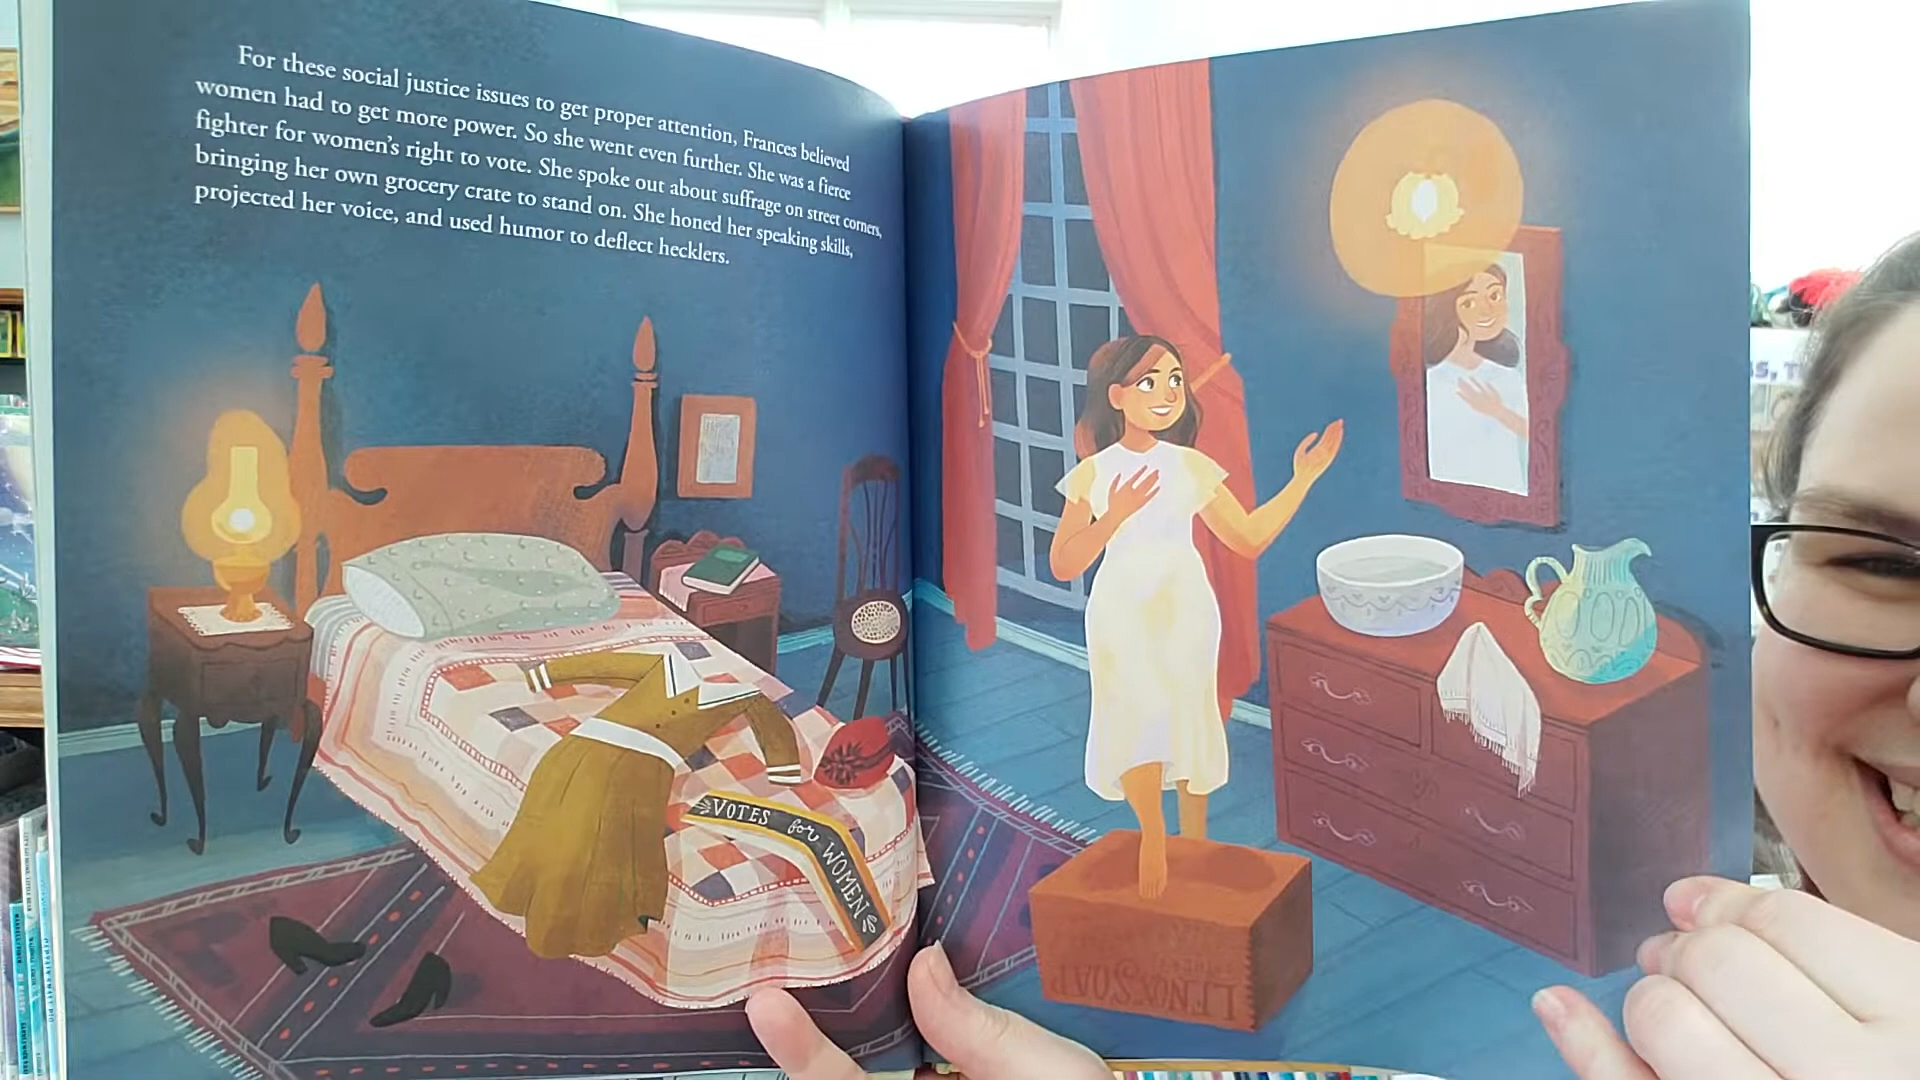 For these social justice issues to get proper attention, Frances believed
women had to get more power. So she went even further. She was a fierce
fighter for women's right to vote. She spoke out about suffrage on street corners,
bringing her own grocery crate to stand on. She honed her speaking skills,
projected her voice, and used humor to deflect hecklers.
VOTES for WOMEN
LENOX SOAP